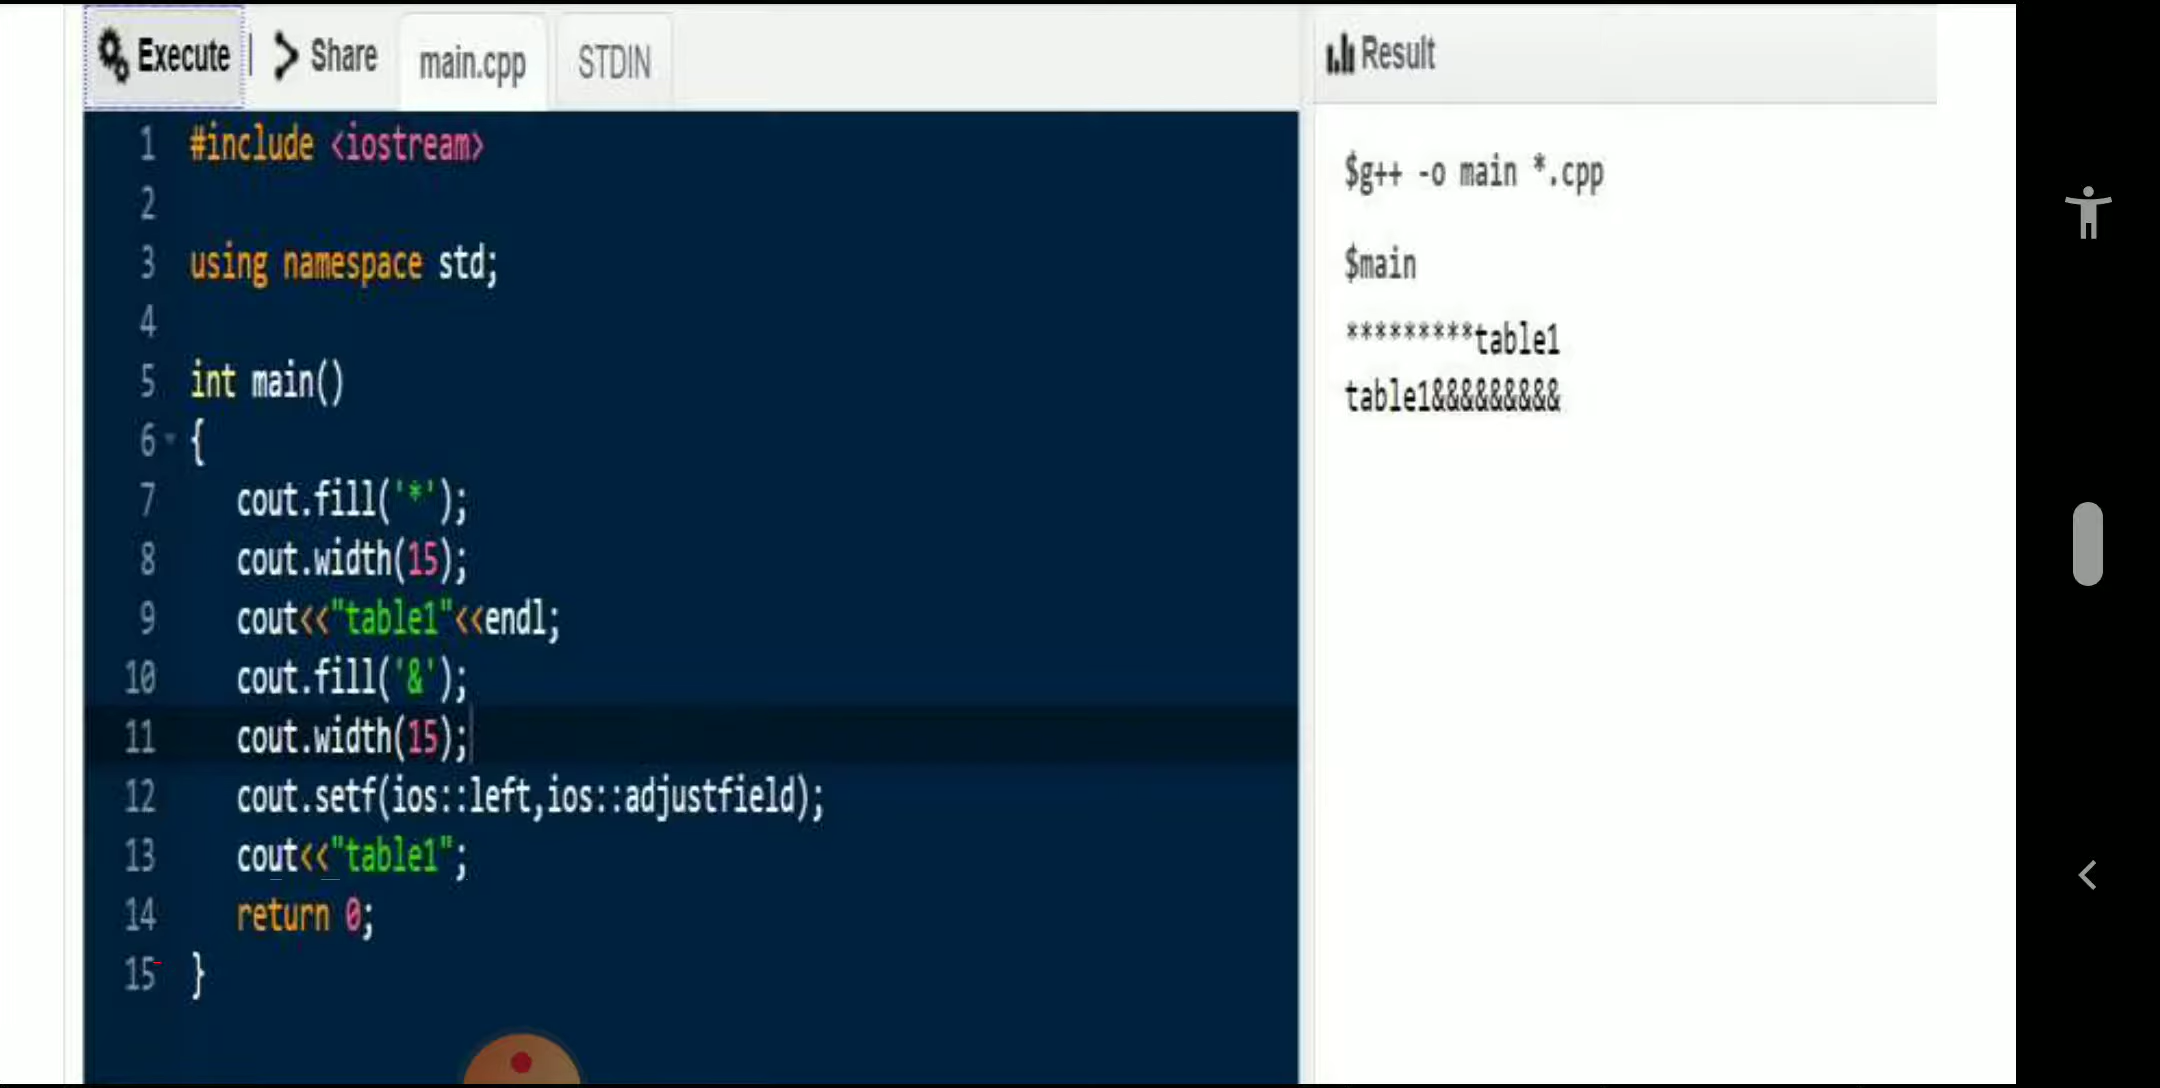 Execute | Share main.cpp STDIN
1 #include <iostream>
2
3 using namespace std;
4
5 int main()
6 {
7 cout.fill('*');
8 cout.width(15);
9 cout<<"table1"<<endl;
10 cout.fill('&');
11 cout.width(15);
12 cout.setf(ios::left,ios::adjustfield);
13 cout<<"table1";
14 return 0;
15 }
Result
$g++ -o main *.cpp
$main
*********table1
table1&&&&&&&&&